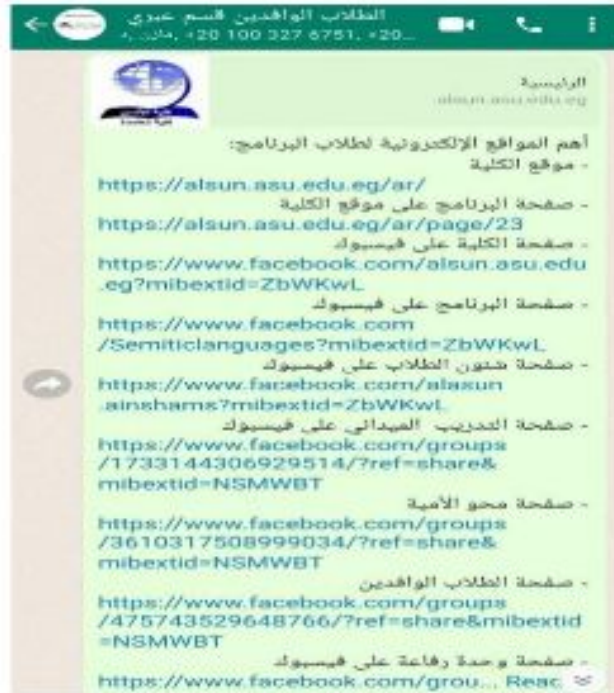 الطلاب الوافدين قسم عبري
+20 100 327 6751, +20...
الرئيسية
alsun.asu.edu.eg
أهم المواقع الإلكترونية لطلاب البرنامج:
- موقع الكلية
https://alsun.asu.edu.eg/ar/
- صفحة البرنامج على موقع الكلية
https://alsun.asu.edu.eg/ar/page/23
- صفحة الكلية على فيسبوك
https://www.facebook.com/alsun.asu.edu
.eg?mibextid=ZbWKwL
- صفحة البرنامج على فيسبوك
https://www.facebook.com
/Semiticlanguages?mibextid=ZbWKwL
- صفحة شئون الطلاب على فيسبوك
https://www.facebook.com/alasun
.ainshams?mibextid=ZbWKwL
- صفحة التدريب الميداني على فيسبوك
https://www.facebook.com/groups
/1733144306929514/?ref=share&
mibextid=NSMWBT
- صفحة محو الأمية
https://www.facebook.com/groups
/3610317508999034/?ref=share&
mibextid=NSMWBT
- صفحة الطلاب الوافدين
https://www.facebook.com/groups
/475743529648766/?ref=share&mibextid
=NSMWBT
- صفحة وحدة رفاعة على فيسبوك
https://www.facebook.com/grou... Reac